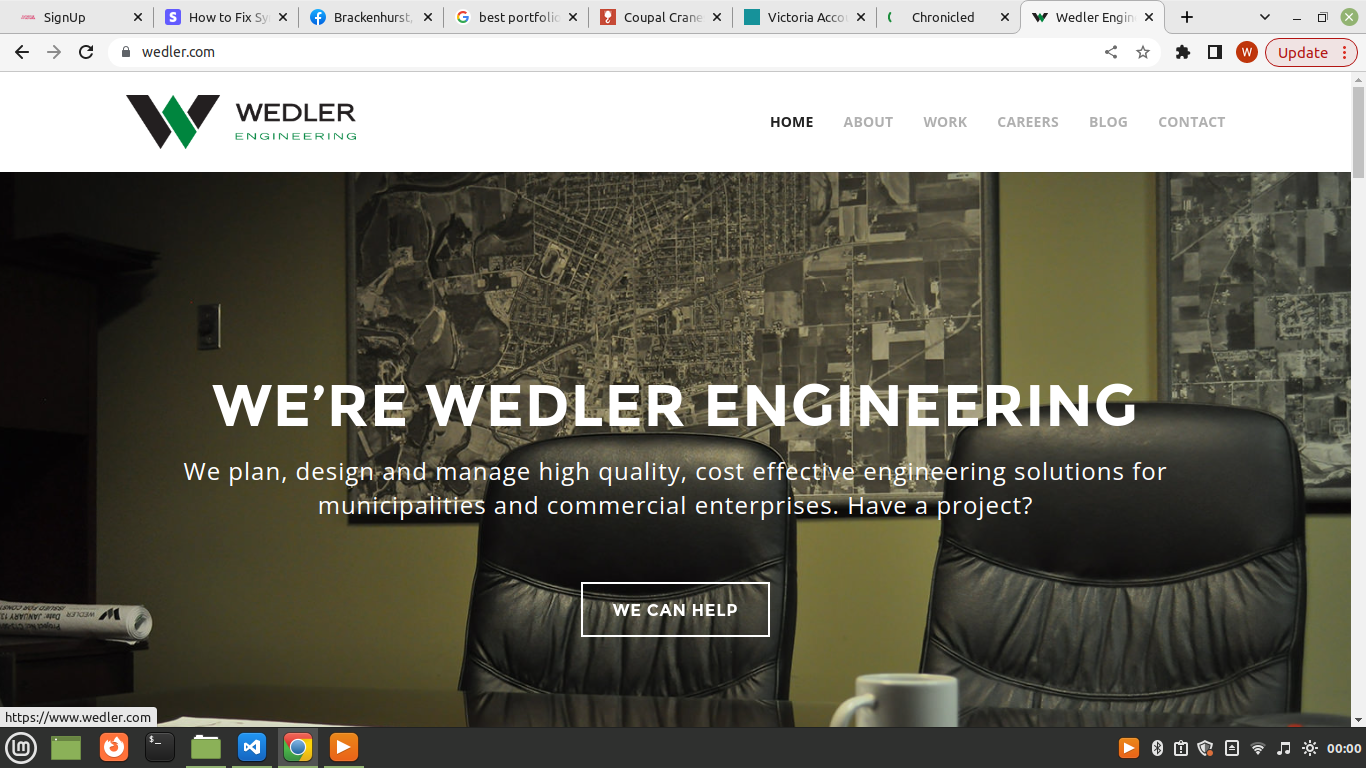 SignUp
How to Fix Sy
Brackenhurst,
best portfolio
Coupal Crane
Victoria Acco
Chronicled
Wedler Engin
wedler.com
W
Update
WEDLER
ENGINEERING
HOME
ABOUT
WORK
CAREERS
BLOG
CONTACT
WE’RE WEDLER ENGINEERING
We plan, design and manage high quality, cost effective engineering solutions for
municipalities and commercial enterprises. Have a project?
WE CAN HELP
WEDLER
https://www.wedler.com
00:00